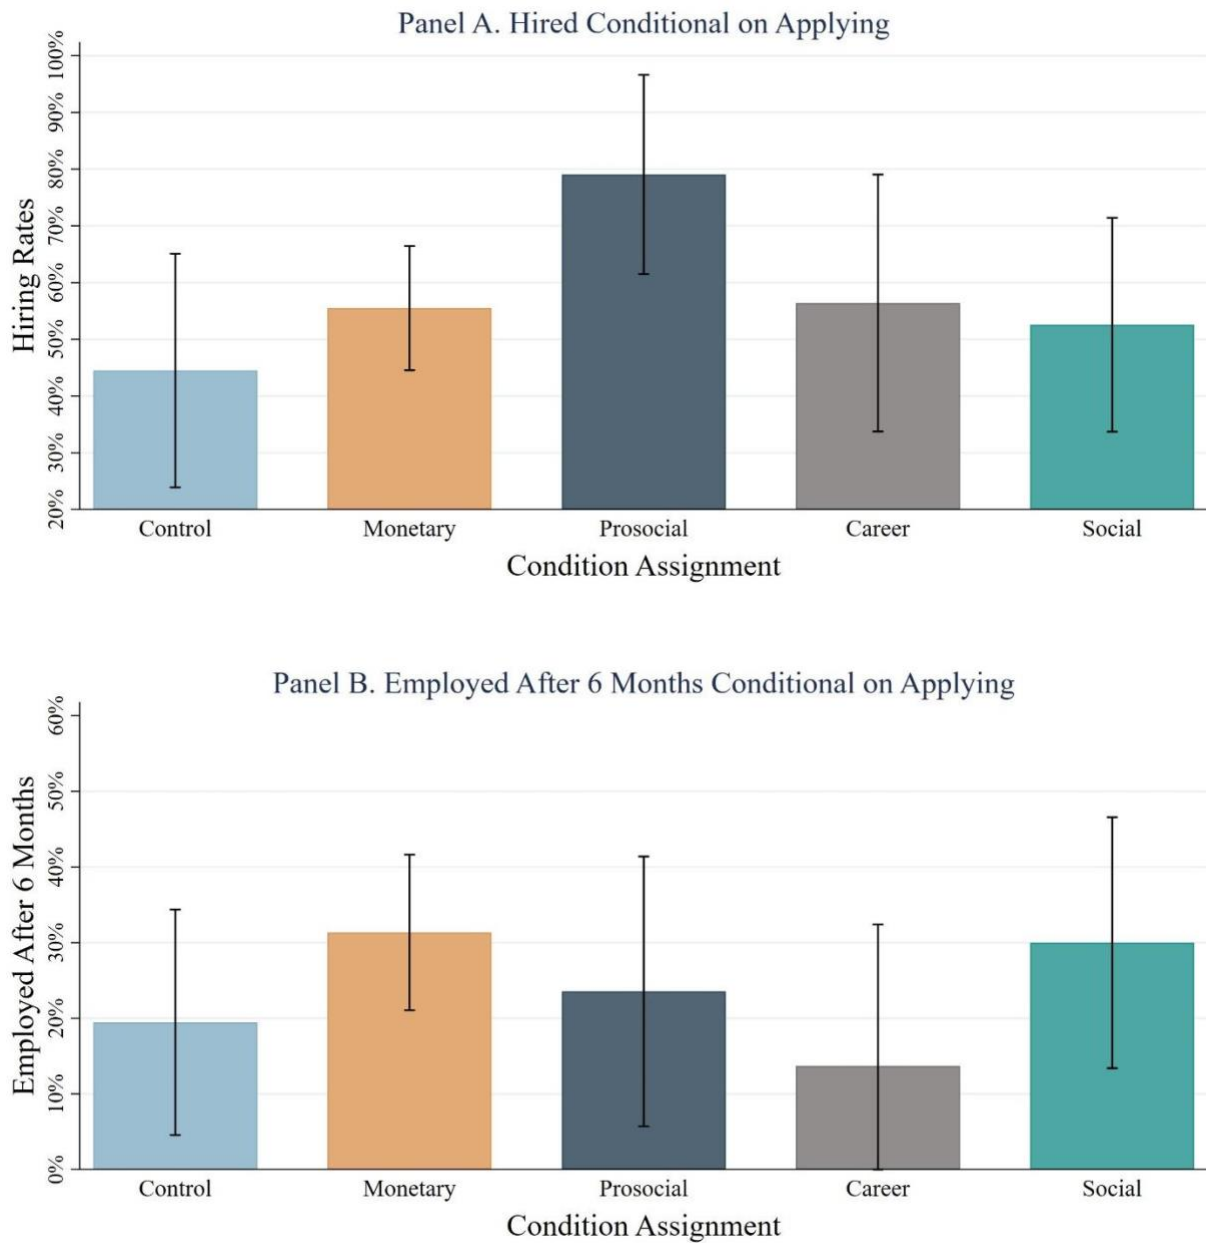 Panel A. Hired Conditional on Applying
Hiring Rates
100%
90%
80%
70%
60%
50%
40%
30%
20%
Control Monetary Prosocial Career Social
Condition Assignment
Panel B. Employed After 6 Months Conditional on Applying
Employed After 6 Months
60%
50%
40%
30%
20%
10%
0%
Control Monetary Prosocial Career Social
Condition Assignment